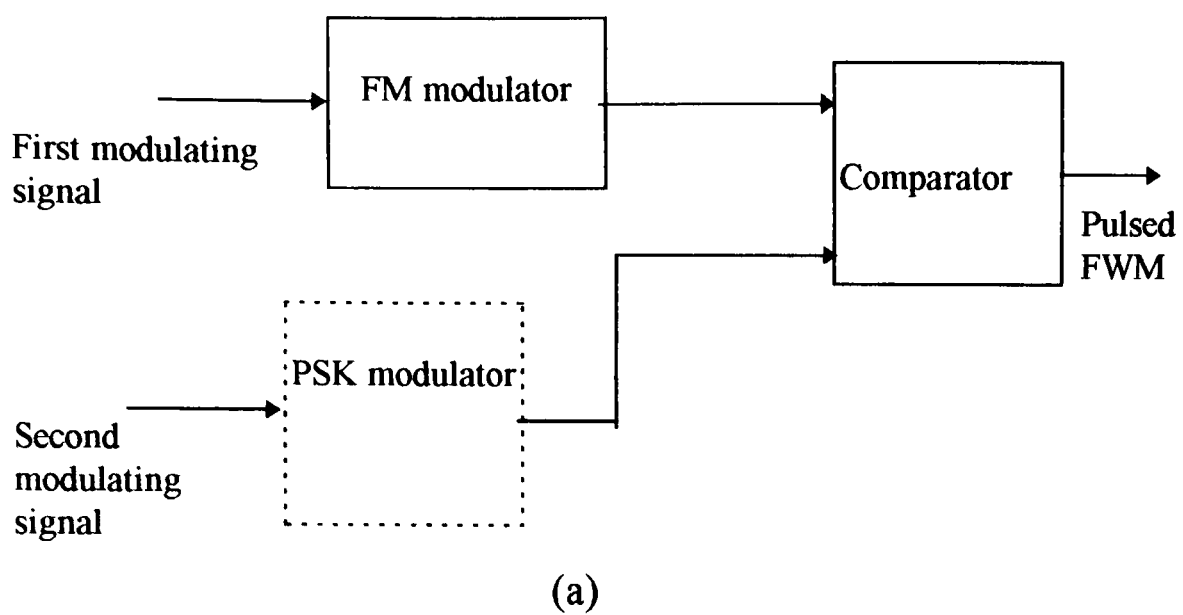 FM modulator
First modulating
signal
Comparator
Pulsed
FWM
PSK modulator
Second
modulating
signal
(a)